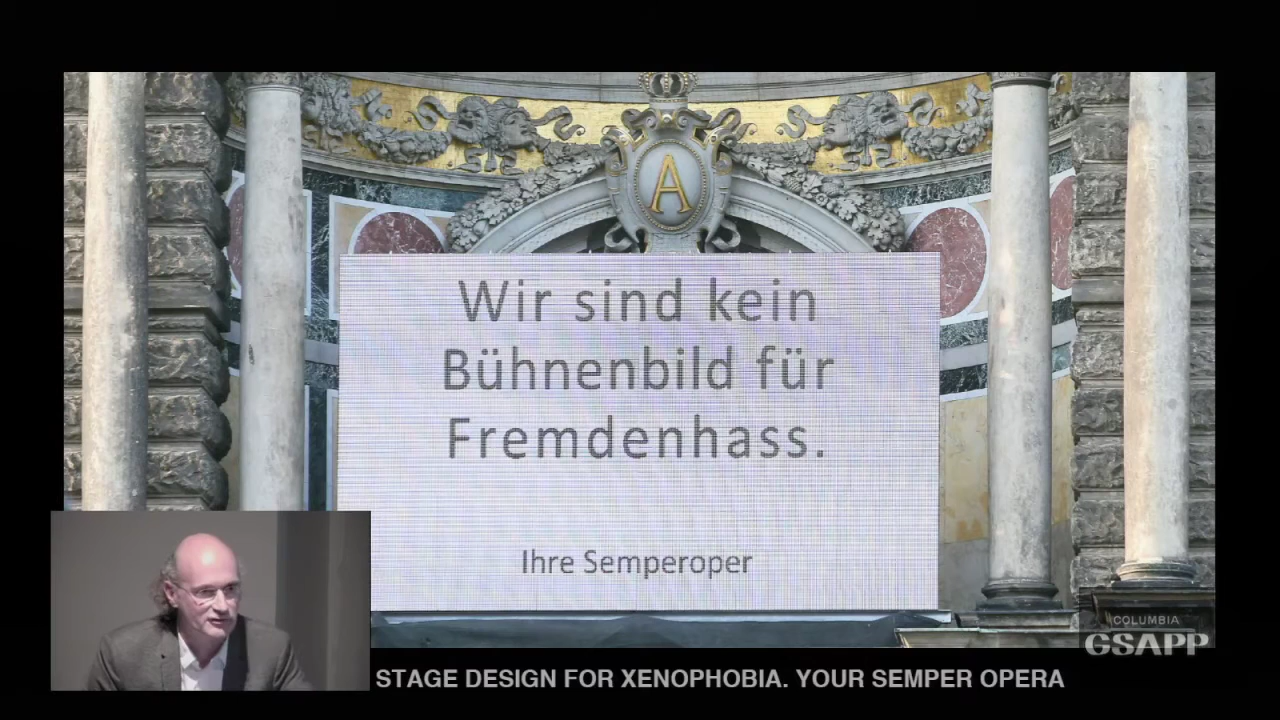 A
Wir sind kein
Bühnenbild für
Fremdenhass.
Ihre Semperoper
COLUMBIA
GSAPP
STAGE DESIGN FOR XENOPHOBIA. YOUR SEMPER OPERA